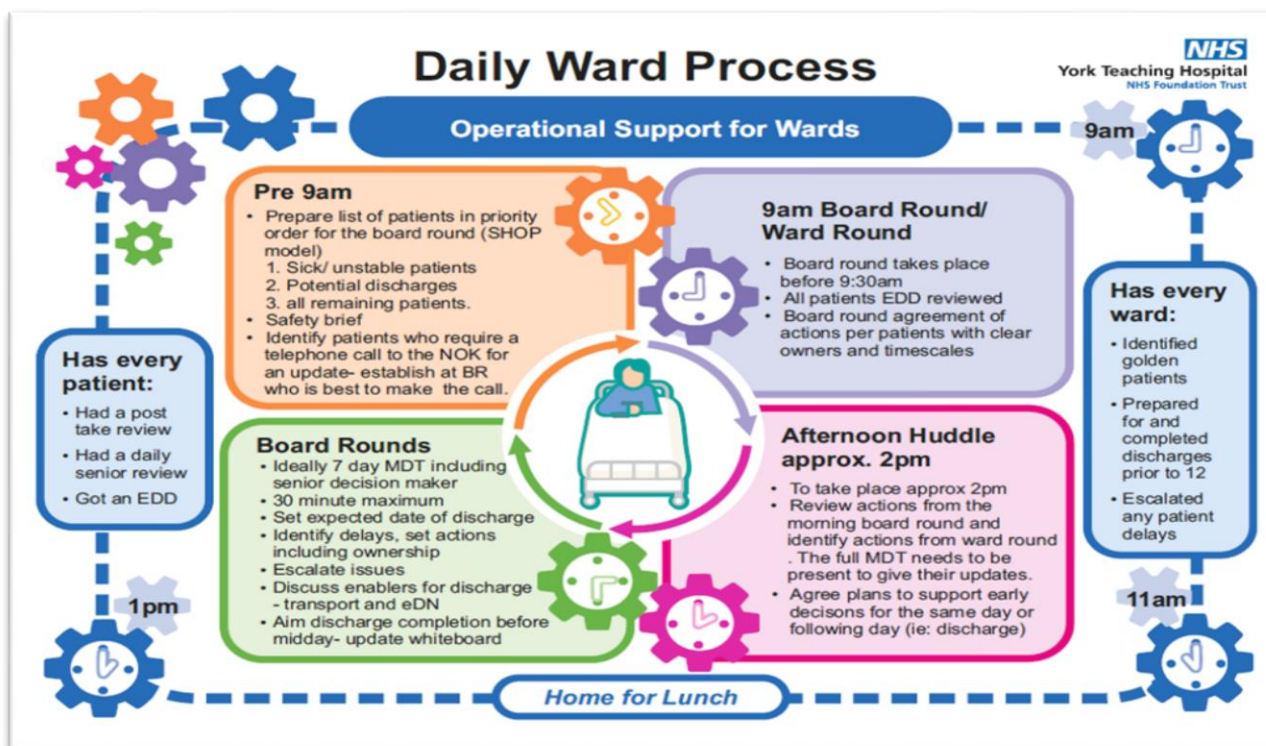 Daily Ward Process
NHS
York Teaching Hospital
NHS Foundation Trust
Operational Support for Wards
9am
Pre 9am
• Prepare list of patients in priority
order for the board round (SHOP
model)
1. Sick/ unstable patients
2. Potential discharges
3. all remaining patients.
• Safety brief
• Identify patients who require a
telephone call to the NOK for
an update- establish at BR
who is best to make the call.
9am Board Round/
Ward Round
• Board round takes place
before 9:30am
• All patients EDD reviewed
• Board round agreement of
actions per patients with clear
owners and timescales
Has every
patient:
• Had a post
take review
• Had a daily
senior review
• Got an EDD
Has every
ward:
• Identified
golden
patients
• Prepared
for and
completed
discharges
prior to 12
• Escalated
any patient
delays
Board Rounds
• Ideally 7 day MDT including
senior decision maker
• 30 minute maximum
• Set expected date of discharge
• Identify delays, set actions
including ownership
• Escalate issues
• Discuss enablers for discharge
- transport and eDN
• Aim discharge completion before
midday- update whiteboard
Afternoon Huddle
approx. 2pm
• To take place approx 2pm
• Review actions from the
morning board round and
identify actions from ward round
. The full MDT needs to be
present to give their updates.
• Agree plans to support early
decisons for the same day or
following day (ie: discharge)
1pm
11am
Home for Lunch